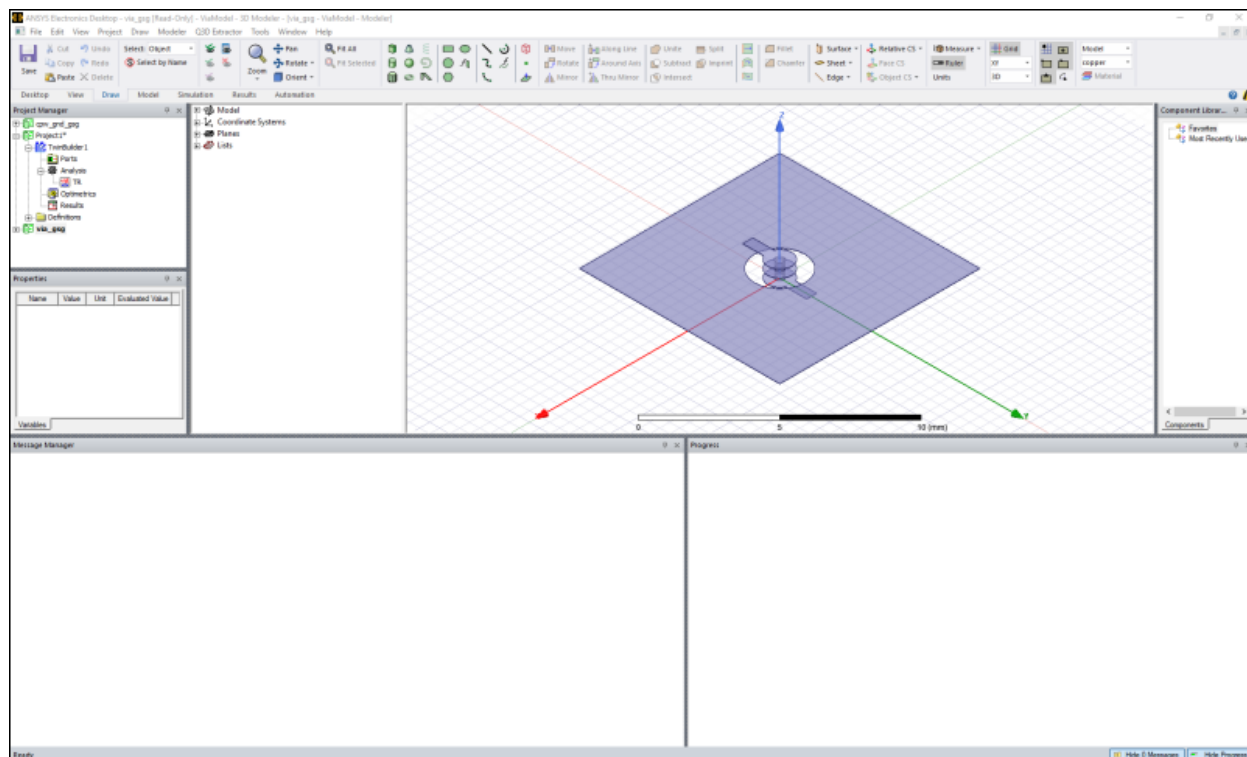 ANSYS Electronics Desktop - via_gsg [Read-Only] - ViaModel - 3D Modeler - [via_gsg - ViaModel - Modeler]
File Edit View Project Draw Modeler Q3D Extractor Tools Window Help
Save
Cut Undo
Copy Redo
Paste Delete
Select: Object
Select by Name
Zoom
Pan
Rotate
Orient
Fit All
Fit Selected
Move Along Line
Rotate Around Axis
Mirror Thru Mirror
Unite Split
Subtract Imprint
Intersect
Fillet
Chamfer
Surface
Sheet
Edge
Relative CS
Face CS
Object CS
Measure
Ruler
Units
Grid
XY
3D
Model
copper
Material
Desktop View Draw Model Simulation Results Automation
Project Manager
cpw_gnd_gsg
Project1*
TwinBuilder1
Parts
Analysis
TR
Optimetrics
Results
Definitions
via_gsg
Properties
Name Value Unit Evaluated Value
Variables
Model
Coordinate Systems
Planes
Lists
Z
Y
0 5 10 (mm)
Component Librar...
Favorites
Most Recently Use
Components
Message Manager
Progress
Ready
Hide 0 Messages Hide Progress